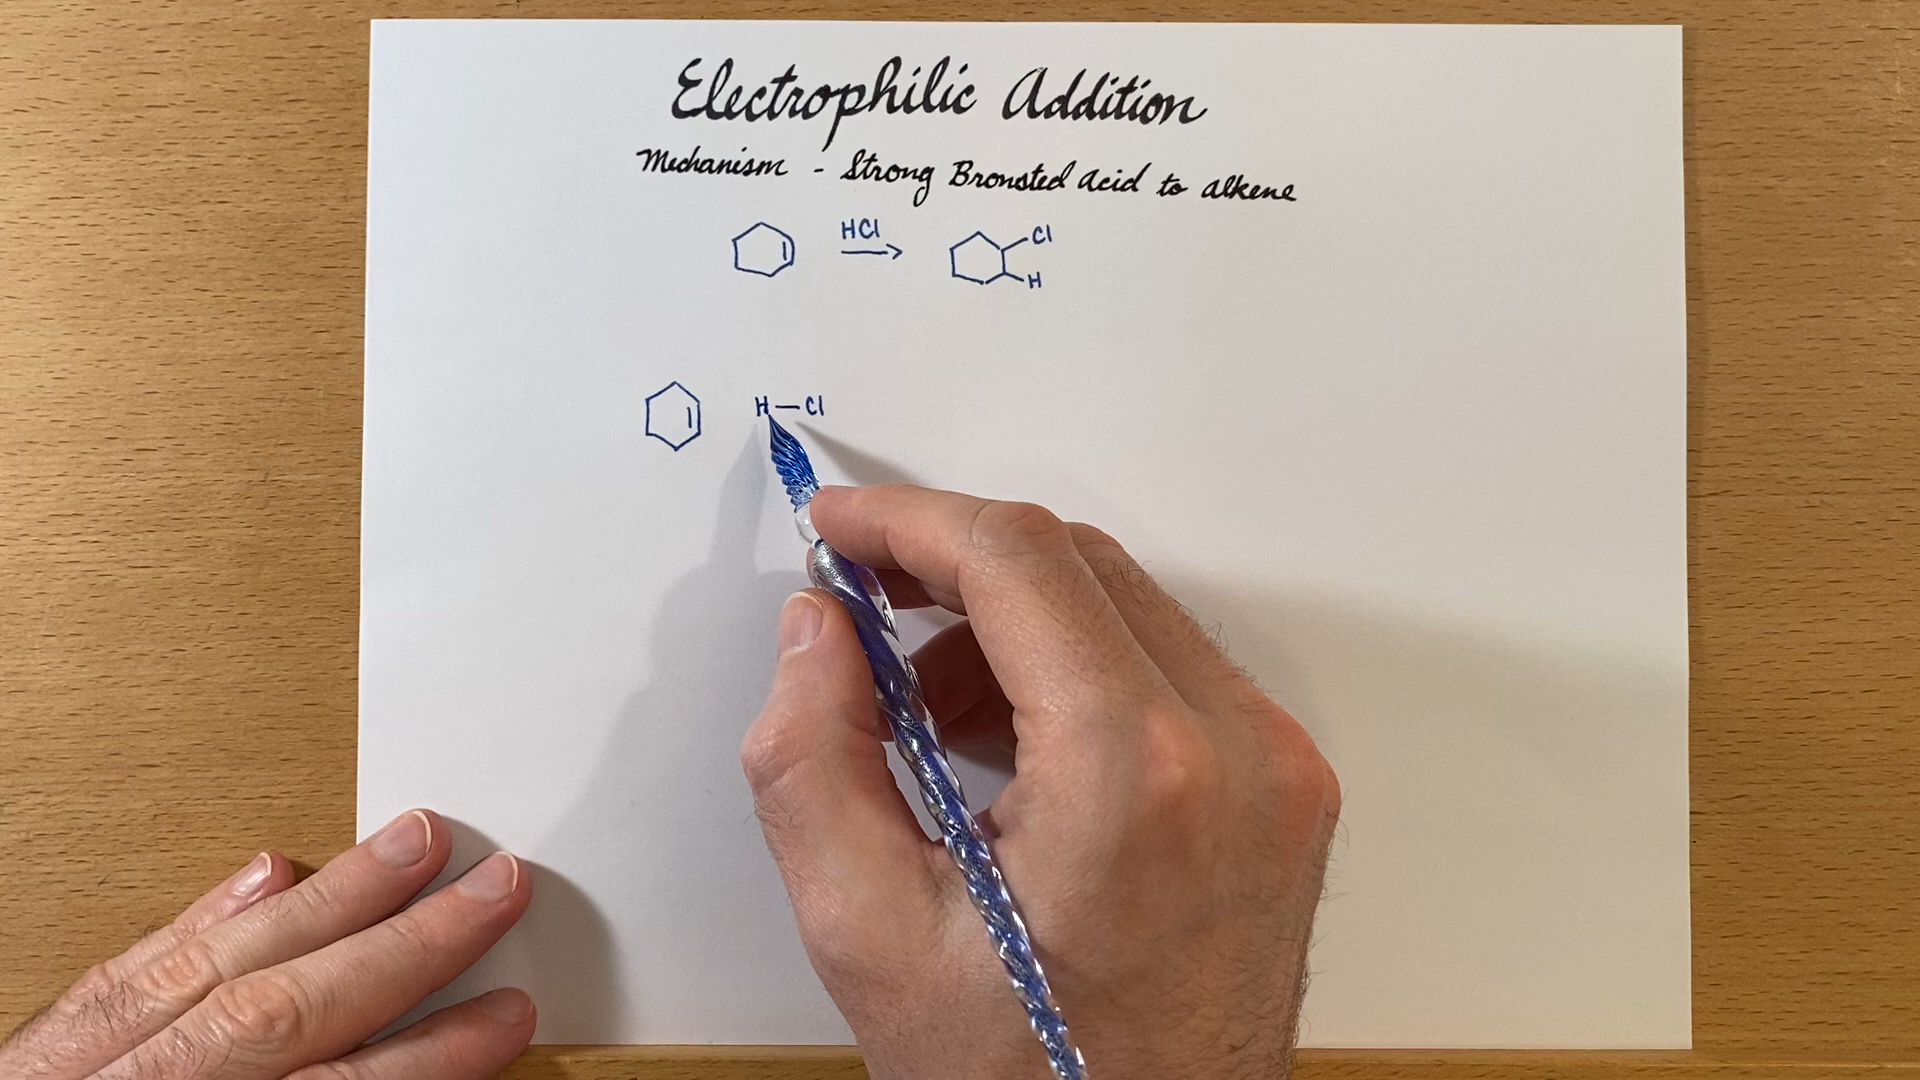 Electrophilic Addition
Mechanism - Strong Bronsted Acid to alkene
HCl
Cl
H
H — Cl